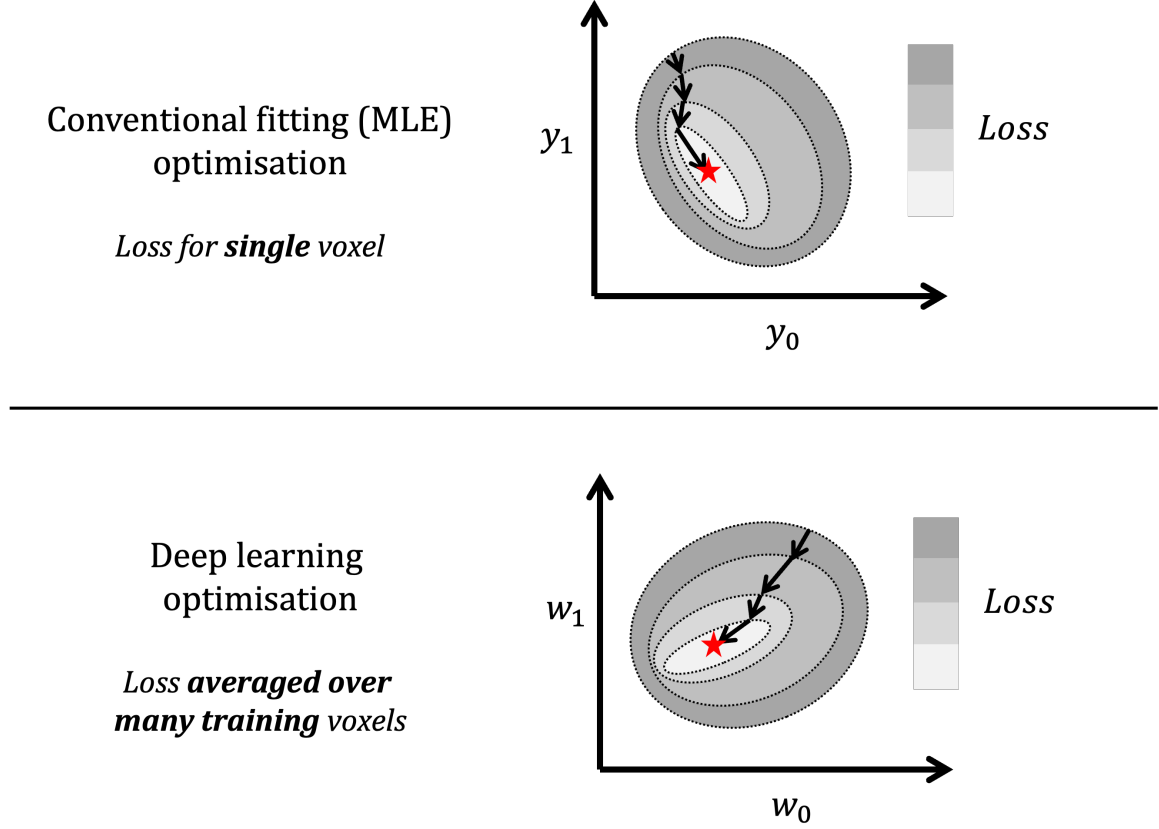 Conventional fitting (MLE)
optimisation
Loss for single voxel
y₁
y₀
Loss
Deep learning
optimisation
Loss averaged over
many training voxels
w₁
w₀
Loss